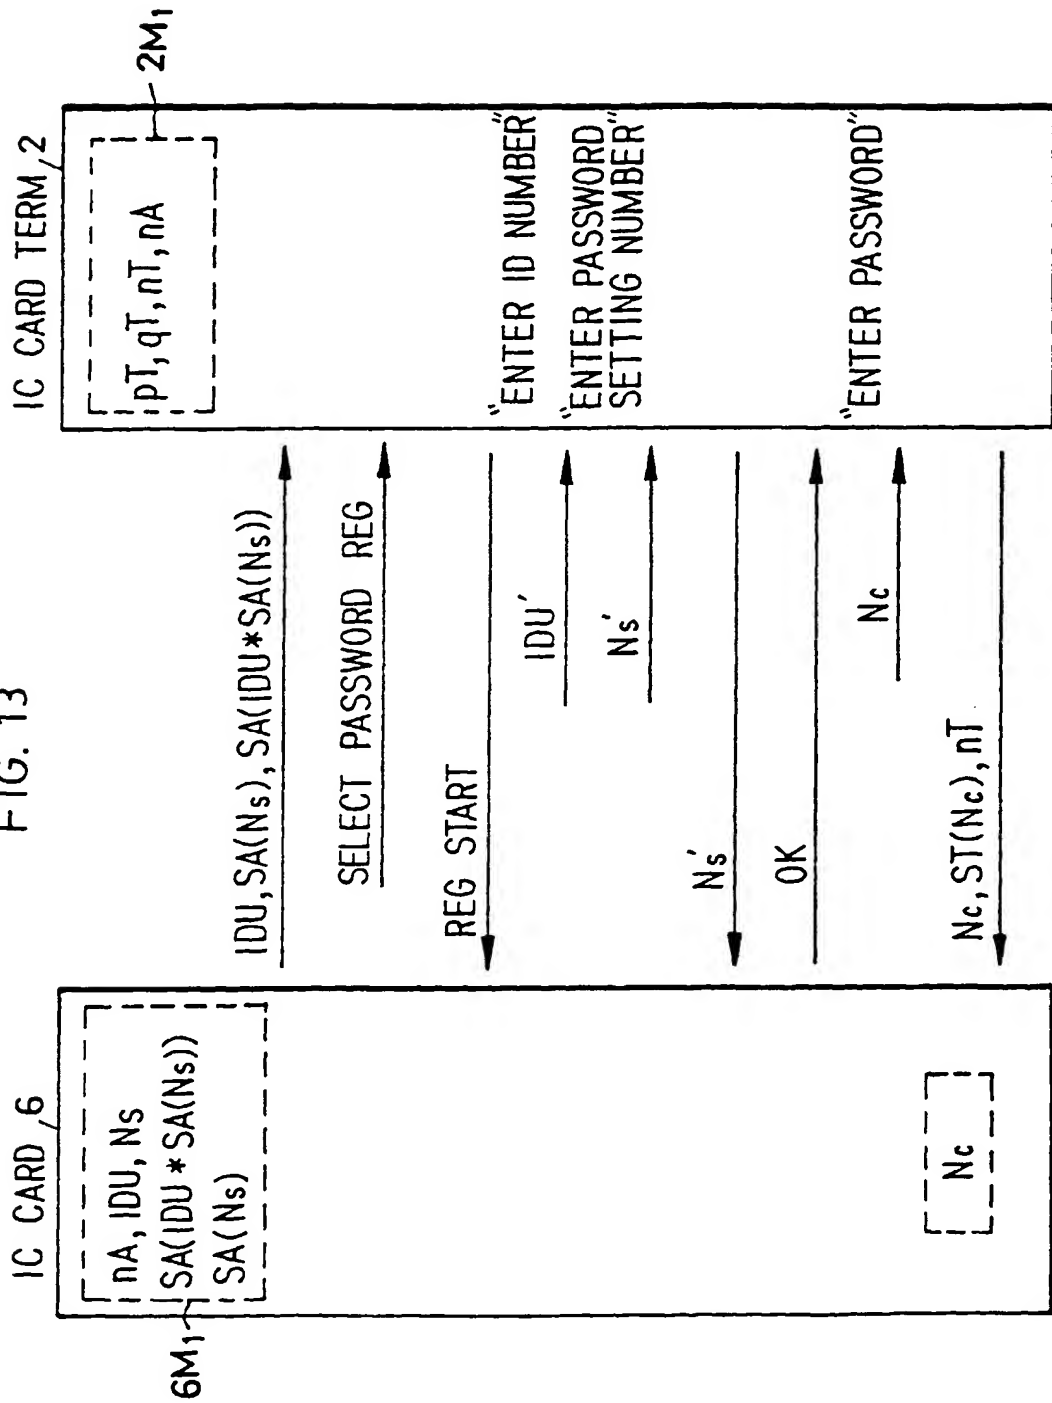 FIG. 13
IC CARD 6
IC CARD TERM 2
6M1
nA, IDU, Ns
SA(IDU*SA(Ns))
SA(Ns)
2M1
pT, qT, nT, nA
IDU, SA(Ns), SA(IDU*SA(Ns))
SELECT PASSWORD REG
REG START
"ENTER ID NUMBER"
IDU'
"ENTER PASSWORD
SETTING NUMBER"
Ns'
Ns'
OK
"ENTER PASSWORD"
Nc
Nc, ST(Nc), nT
Nc